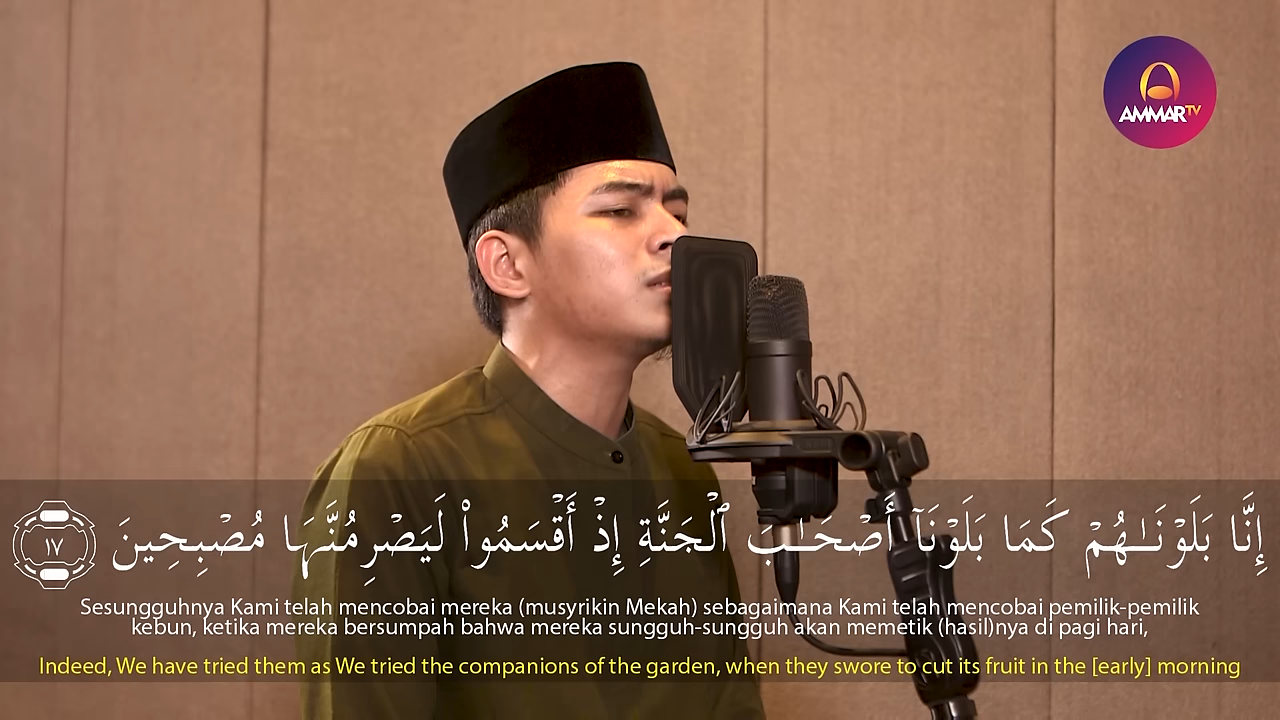 AMMARTV
إِنَّا بَلَوْنَـٰهُمْ كَمَا بَلَوْنَآ أَصْحَـٰبَ ٱلْجَنَّةِ إِذْ أَقْسَمُوا۟ لَيَصْرِمُنَّهَا مُصْبِحِينَ ١٧
Sesungguhnya Kami telah mencobai mereka (musyrikin Mekah) sebagaimana Kami telah mencobai pemilik-pemilik
kebun, ketika mereka bersumpah bahwa mereka sungguh-sungguh akan memetik (hasil)nya di pagi hari,
Indeed, We have tried them as We tried the companions of the garden, when they swore to cut its fruit in the [early] morning